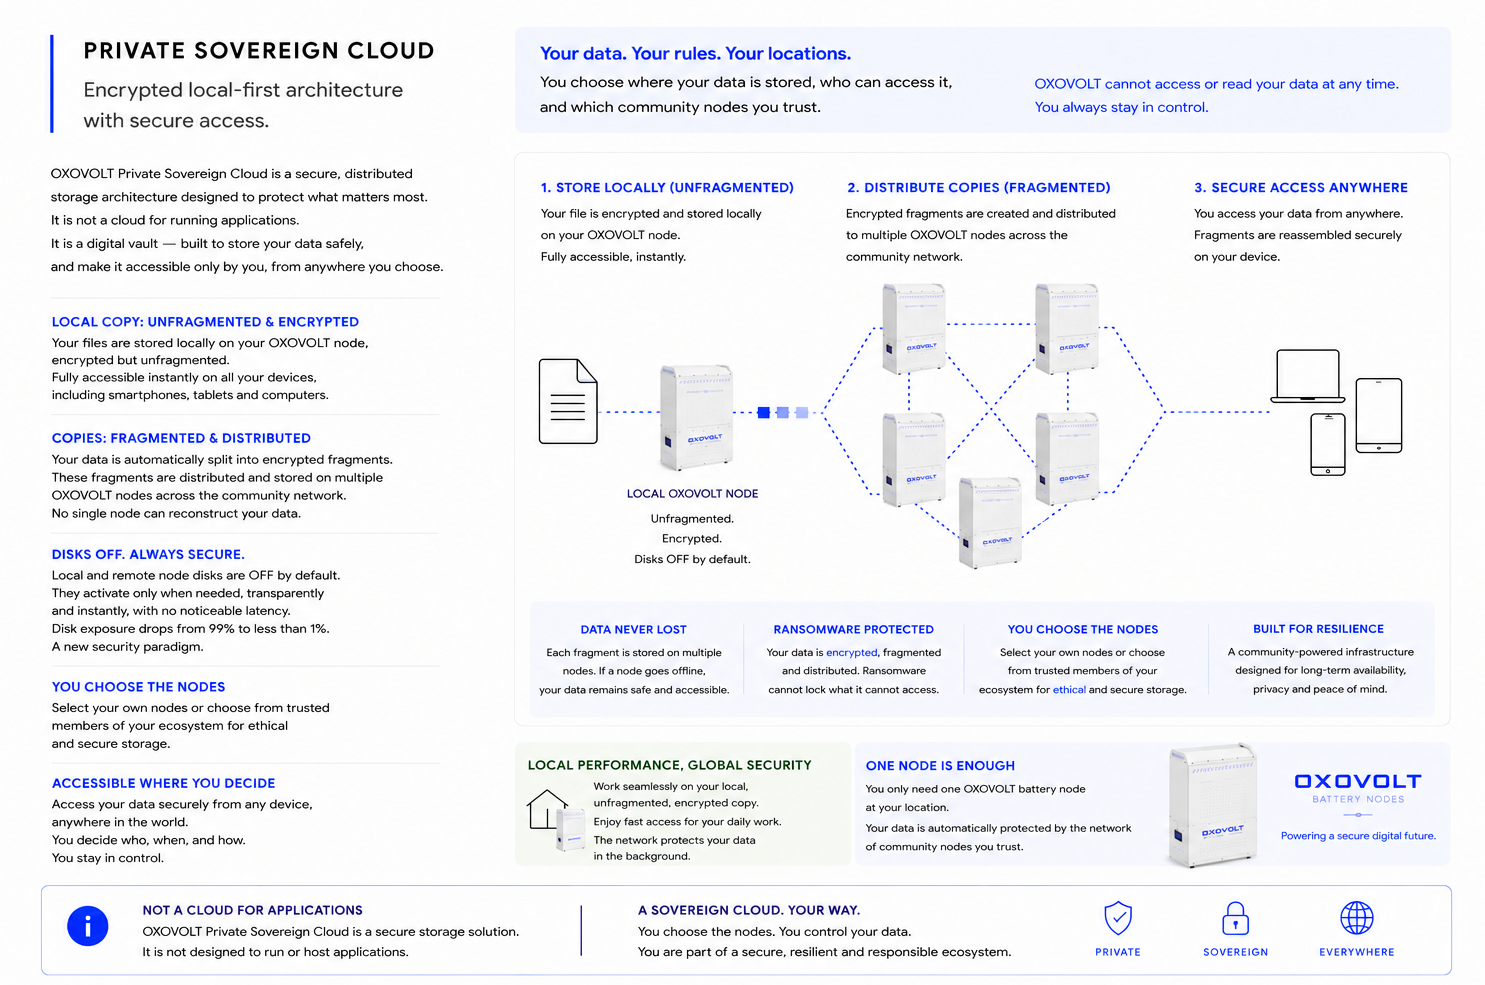 PRIVATE SOVEREIGN CLOUD
Encrypted local-first architecture
with secure access.
OXOVOLT Private Sovereign Cloud is a secure, distributed
storage architecture designed to protect what matters most.
It is not a cloud for running applications.
It is a digital vault — built to store your data safely,
and make it accessible only by you, from anywhere you choose.
LOCAL COPY: UNFRAGMENTED & ENCRYPTED
Your files are stored locally on your OXOVOLT node,
encrypted but unfragmented.
Fully accessible instantly on all your devices,
including smartphones, tablets and computers.
COPIES: FRAGMENTED & DISTRIBUTED
Your data is automatically split into encrypted fragments.
These fragments are distributed and stored on multiple
OXOVOLT nodes across the community network.
No single node can reconstruct your data.
DISKS OFF. ALWAYS SECURE.
Local and remote node disks are OFF by default.
They activate only when needed, transparently
and instantly, with no noticeable latency.
Disk exposure drops from 99% to less than 1%.
A new security paradigm.
YOU CHOOSE THE NODES
Select your own nodes or choose from trusted
members of your ecosystem for ethical
and secure storage.
ACCESSIBLE WHERE YOU DECIDE
Access your data securely from any device,
anywhere in the world.
You decide who, when, and how.
You stay in control.
Your data. Your rules. Your locations.
You choose where your data is stored, who can access it,
and which community nodes you trust.
OXOVOLT cannot access or read your data at any time.
You always stay in control.
1. STORE LOCALLY (UNFRAGMENTED)
Your file is encrypted and stored locally
on your OXOVOLT node.
Fully accessible, instantly.
2. DISTRIBUTE COPIES (FRAGMENTED)
Encrypted fragments are created and distributed
to multiple OXOVOLT nodes across the
community network.
3. SECURE ACCESS ANYWHERE
You access your data from anywhere.
Fragments are reassembled securely
on your device.
OXOVOLT
OXOVOLT
OXOVOLT
OXOVOLT
OXOVOLT
OXOVOLT
LOCAL OXOVOLT NODE
Unfragmented.
Encrypted.
Disks OFF by default.
DATA NEVER LOST
Each fragment is stored on multiple
nodes. If a node goes offline,
your data remains safe and accessible.
RANSOMWARE PROTECTED
Your data is encrypted, fragmented
and distributed. Ransomware
cannot lock what it cannot access.
YOU CHOOSE THE NODES
Select your own nodes or choose
from trusted members of your
ecosystem for ethical and secure storage.
BUILT FOR RESILIENCE
A community-powered infrastructure
designed for long-term availability,
privacy and peace of mind.
LOCAL PERFORMANCE, GLOBAL SECURITY
Work seamlessly on your local,
unfragmented, encrypted copy.
Enjoy fast access for your daily work.
The network protects your data
in the background.
ONE NODE IS ENOUGH
You only need one OXOVOLT battery node
at your location.
Your data is automatically protected by the network
of community nodes you trust.
OXOVOLT
OXOVOLT
BATTERY NODES
Powering a secure digital future.
NOT A CLOUD FOR APPLICATIONS
OXOVOLT Private Sovereign Cloud is a secure storage solution.
It is not designed to run or host applications.
A SOVEREIGN CLOUD. YOUR WAY.
You choose the nodes. You control your data.
You are part of a secure, resilient and responsible ecosystem.
PRIVATE
SOVEREIGN
EVERYWHERE